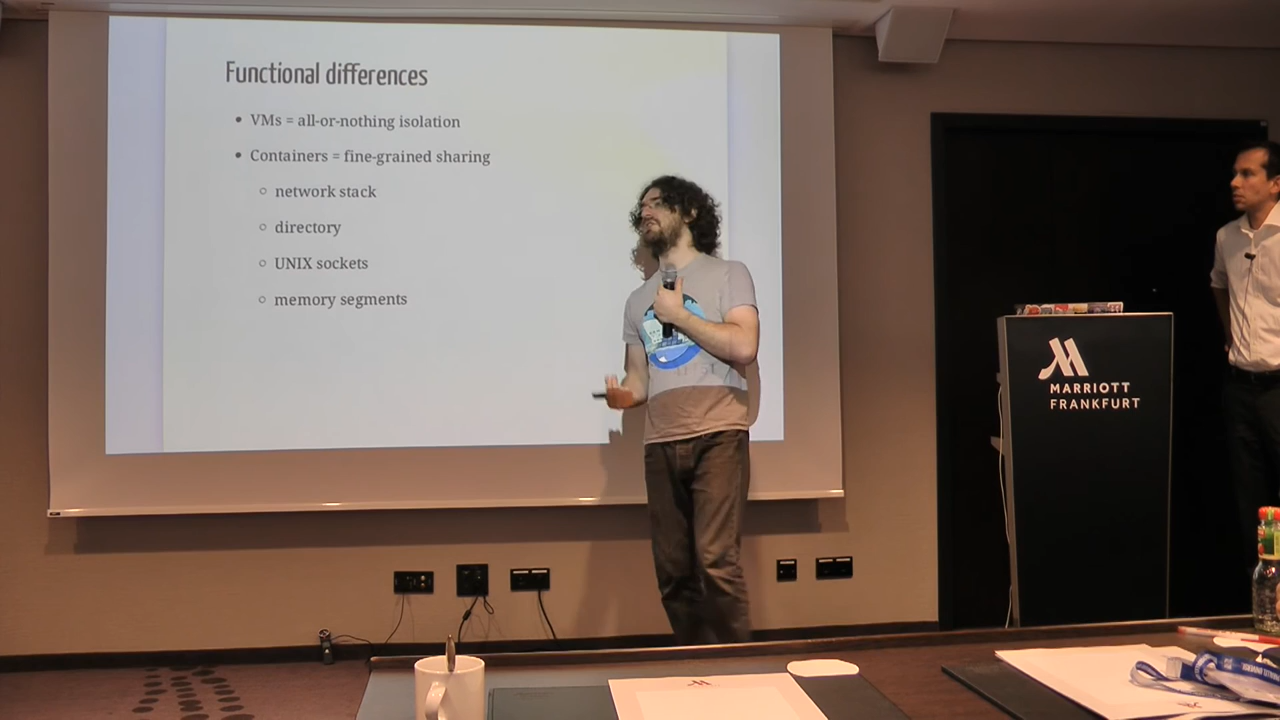 Functional differences
• VMs = all-or-nothing isolation
• Containers = fine-grained sharing
○ network stack
○ directory
○ UNIX sockets
○ memory segments
MARRIOTT
FRANKFURT